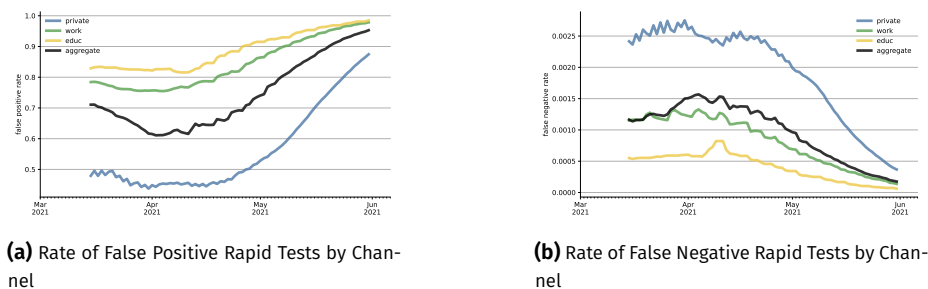 1.0
0.9
0.8
0.7
0.6
0.5
false positive rate
private
work
educ
aggregate
Mar
2021
Apr
May
2021
Jun
2021
0.0025
0.0020
0.0015
0.0010
0.0005
0.0000
false negative rate
private
work
educ
aggregate
Mar
2021
Apr
2021
May
2021
Jun
2021
(a) Rate of False Positive Rapid Tests by Chan-
nel
(b) Rate of False Negative Rapid Tests by Chan-
nel